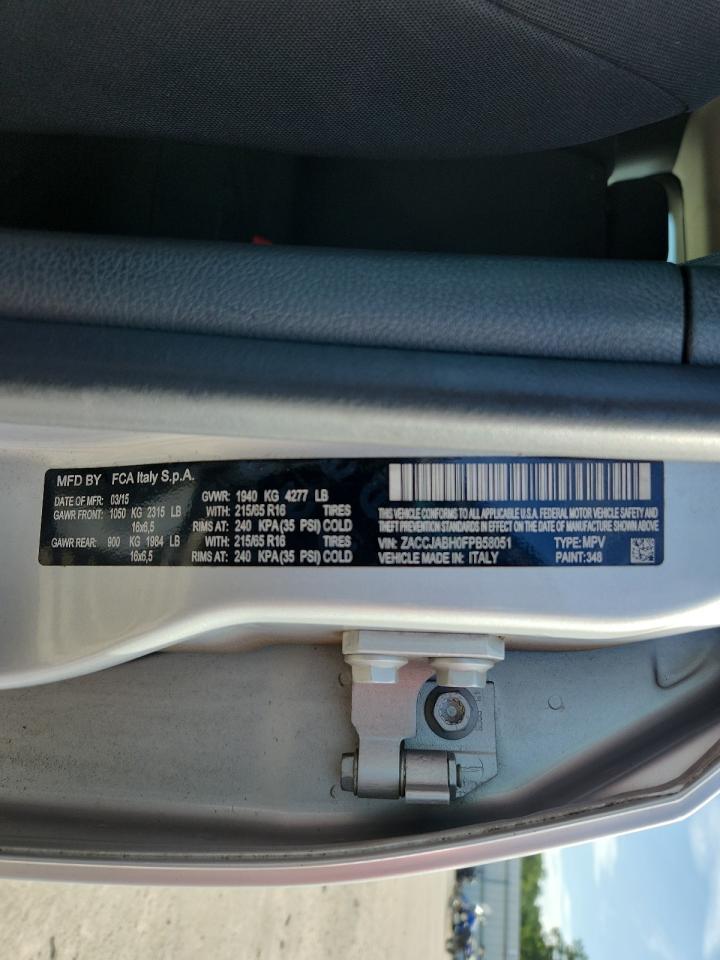 MFD BY FCA Italy S.p.A.
DATE OF MFR: 03/15 GVWR: 1940 KG 4277 LB
GAWR FRONT: 1050 KG 2315 LB WITH: 215/65 R16 TIRES
16x6,5 RIMS AT: 240 KPA(35 PSI) COLD
GAWR REAR: 900 KG 1984 LB WITH: 215/65 R16 TIRES
16x6,5 RIMS AT: 240 KPA(35 PSI) COLD
THIS VEHICLE CONFORMS TO ALL APPLICABLE U.S.A. FEDERAL MOTOR VEHICLE SAFETY AND
THEFT PREVENTION STANDARDS IN EFFECT ON THE DATE OF MANUFACTURE SHOWN ABOVE.
VIN: ZACCJABH0FPB58051 TYPE: MPV
VEHICLE MADE IN: ITALY PAINT: 348